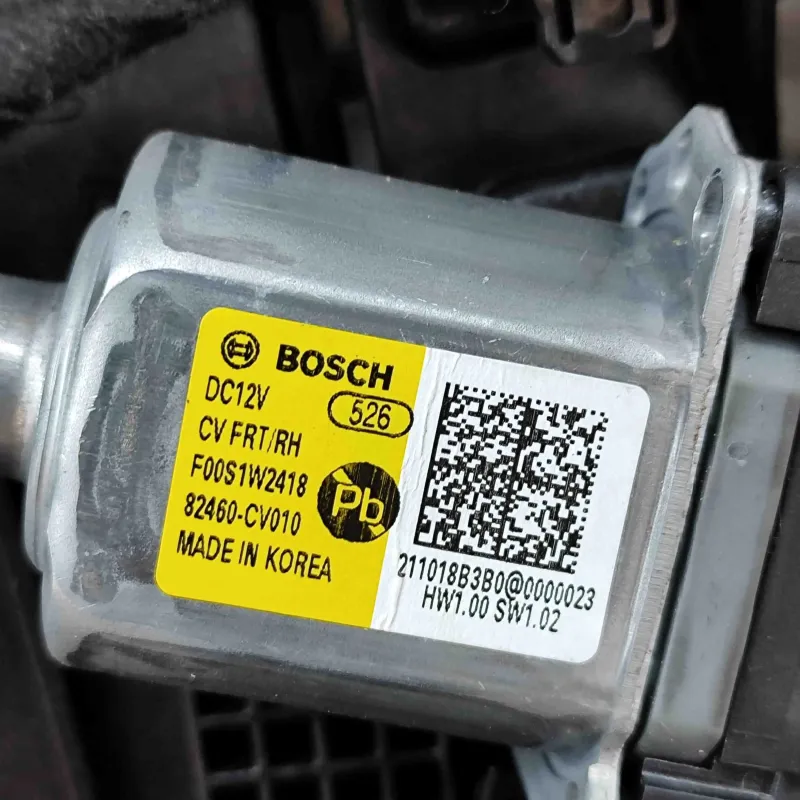 BOSCH
DC12V
526
CV FRT/RH
F00S1W2418
82460-CV010
Pb
MADE IN KOREA
211018B3B0@0000023
HW1.00 SW1.02